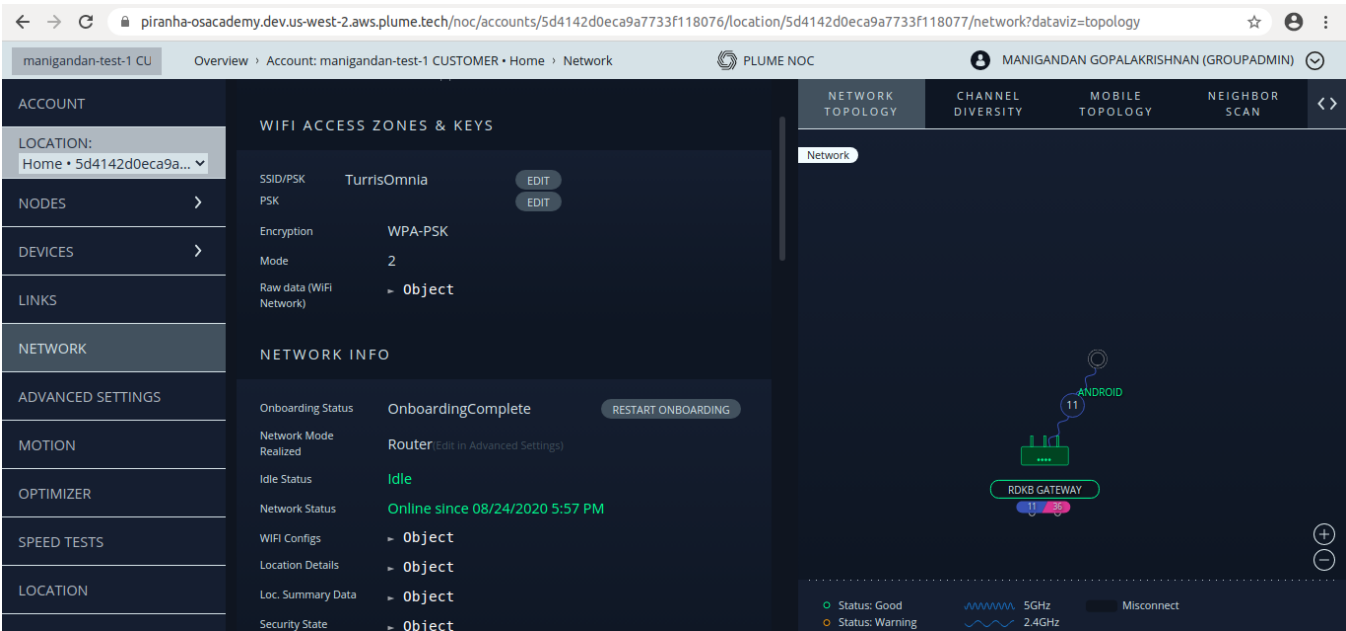 piranha-osacademy.dev.us-west-2.aws.plume.tech/noc/accounts/5d4142d0eca9a7733f118076/location/5d4142d0eca9a7733f118077/network?dataviz=topology
manigandan-test-1 CU
Overview › Account: manigandan-test-1 CUSTOMER • Home › Network
PLUME NOC
MANIGANDAN GOPALAKRISHNAN (GROUPADMIN)
ACCOUNT
LOCATION:
Home • 5d4142d0eca9a...
NODES
DEVICES
LINKS
NETWORK
ADVANCED SETTINGS
MOTION
OPTIMIZER
SPEED TESTS
LOCATION
WIFI ACCESS ZONES & KEYS
SSID/PSK TurrisOmnia EDIT
PSK EDIT
Encryption WPA-PSK
Mode 2
Raw data (WiFi
Network) ► Object
NETWORK INFO
Onboarding Status OnboardingComplete RESTART ONBOARDING
Network Mode
Realized Router(Edit in Advanced Settings)
Idle Status Idle
Network Status Online since 08/24/2020 5:57 PM
WIFI Configs ► Object
Location Details ► Object
Loc. Summary Data ► Object
Security State ► Object
NETWORK
TOPOLOGY
CHANNEL
DIVERSITY
MOBILE
TOPOLOGY
NEIGHBOR
SCAN
Network
ANDROID
11
RDKB GATEWAY
11 36
Status: Good 5GHz Misconnect
Status: Warning 2.4GHz